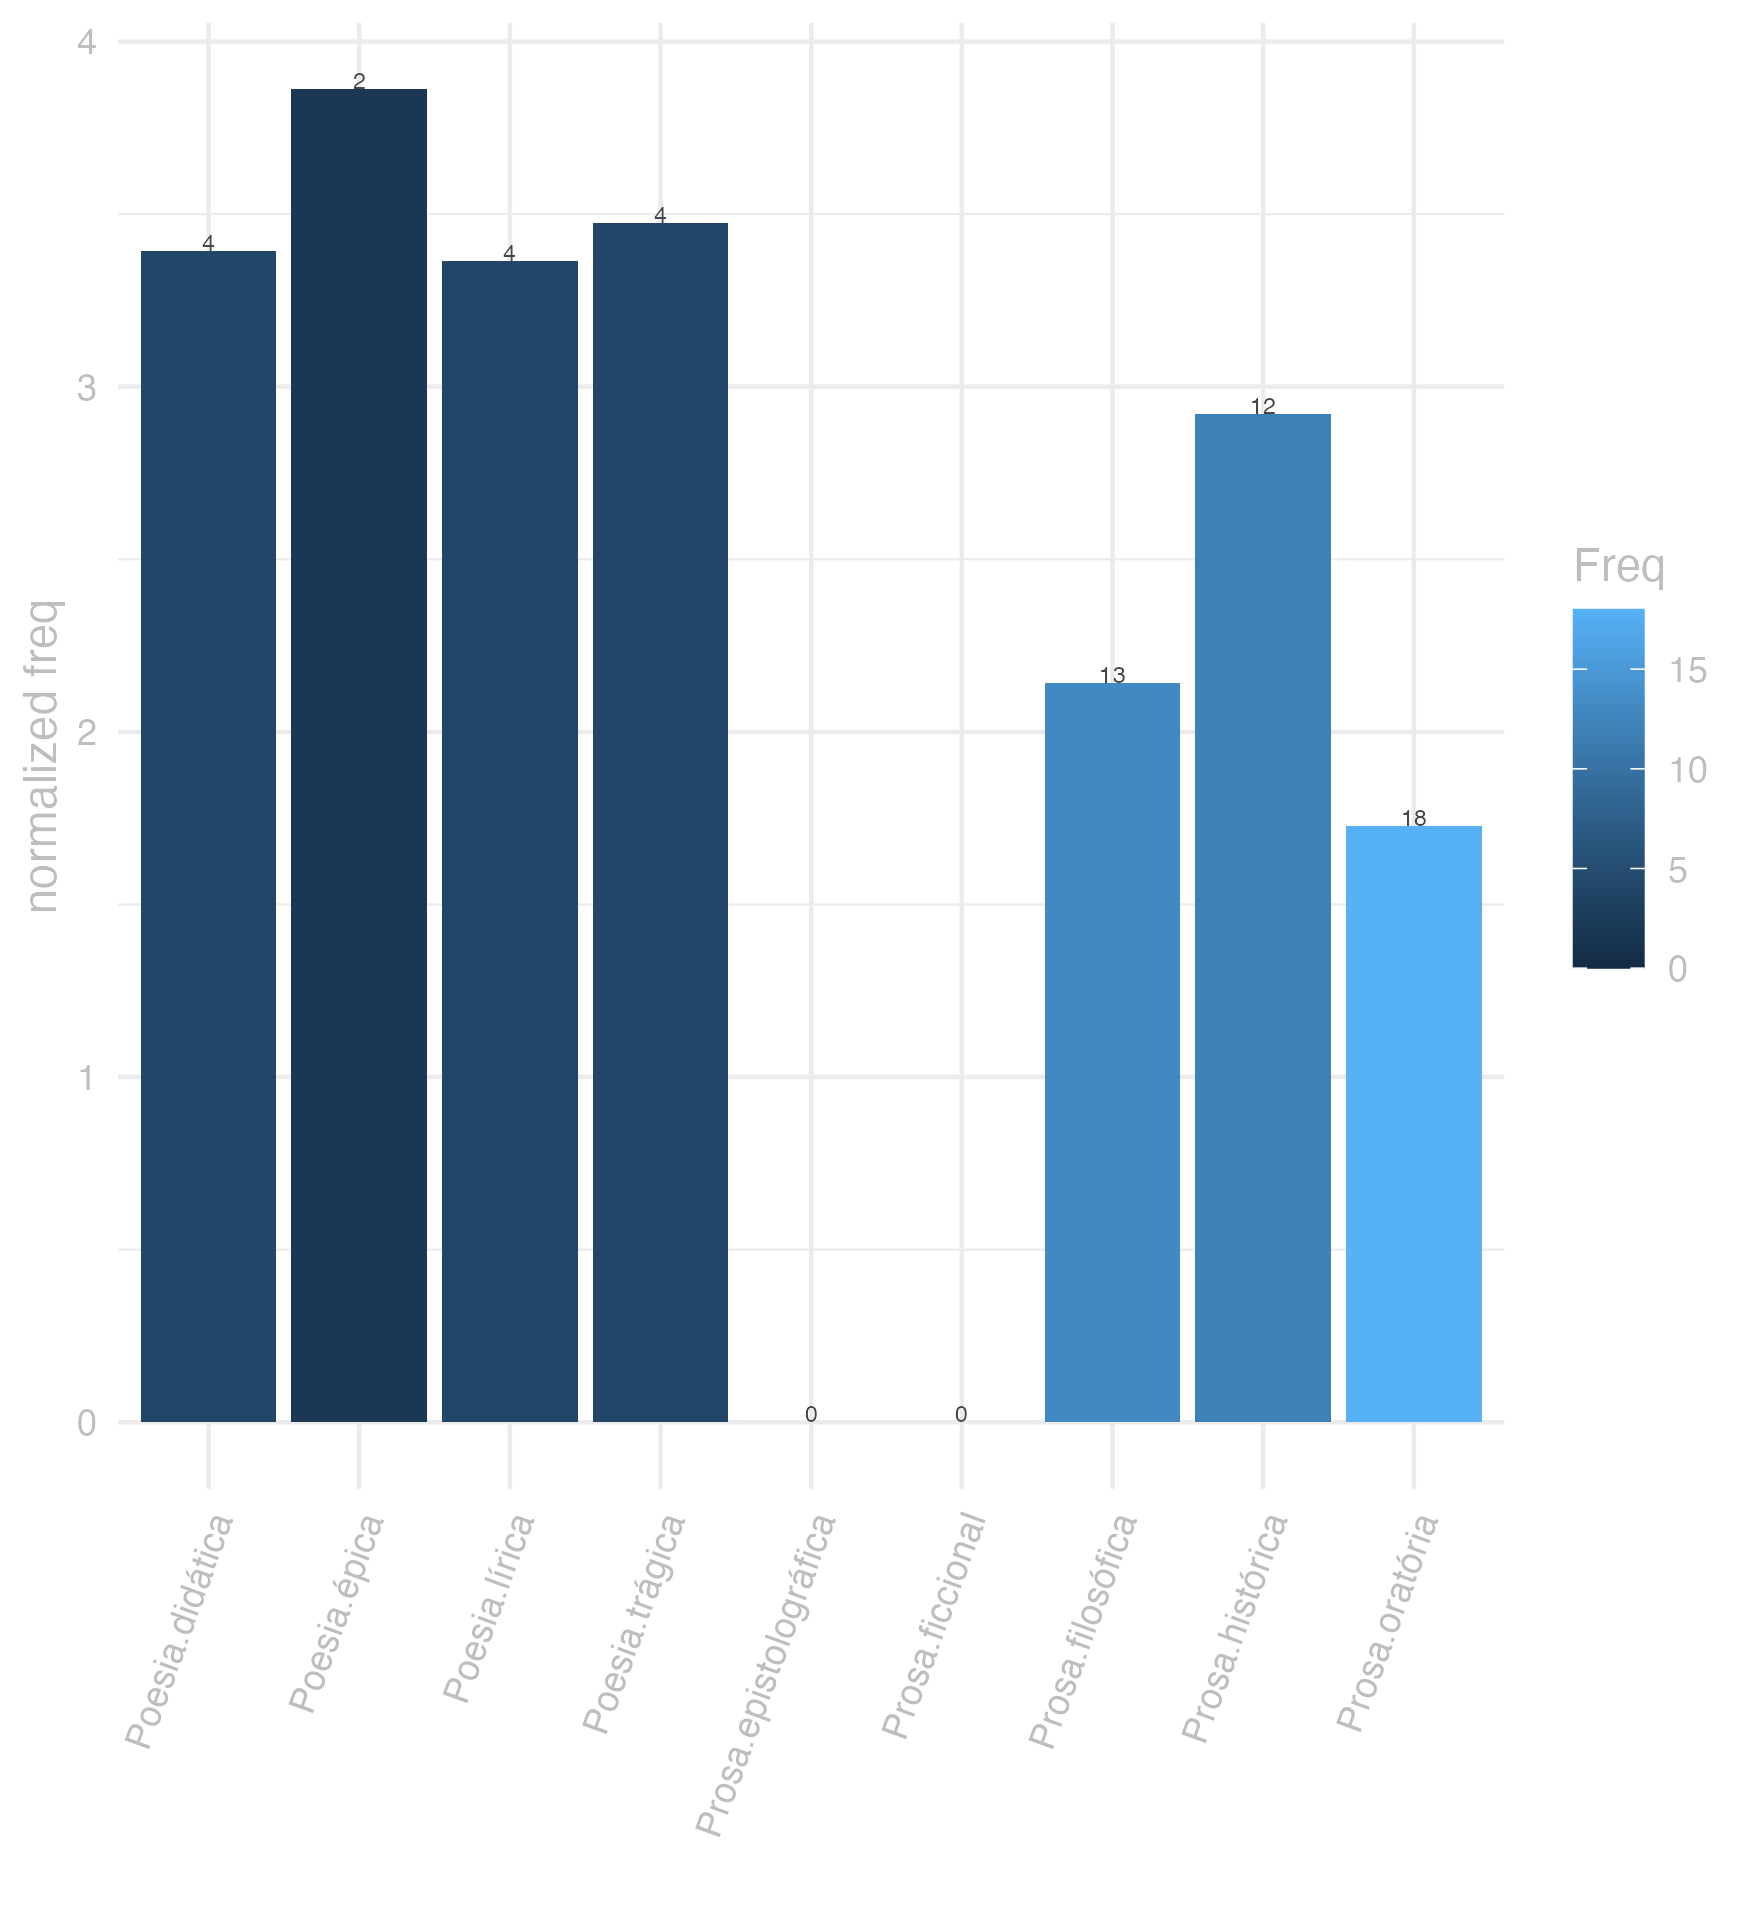 normalized freq
4
3
2
1
0
4
2
4
4
0
0
13
12
18
Poesia.didática
Poesia.épica
Poesia.lírica
Poesia.trágica
Prosa.epistolográfica
Prosa.ficcional
Prosa.filosófica
Prosa.histórica
Prosa.oratória
Freq
15
10
5
0